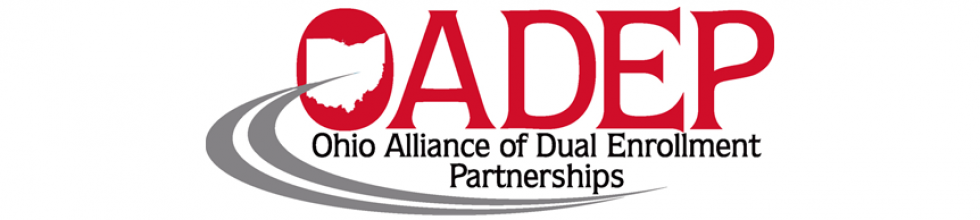 OADEP
Ohio Alliance of Dual Enrollment
Partnerships